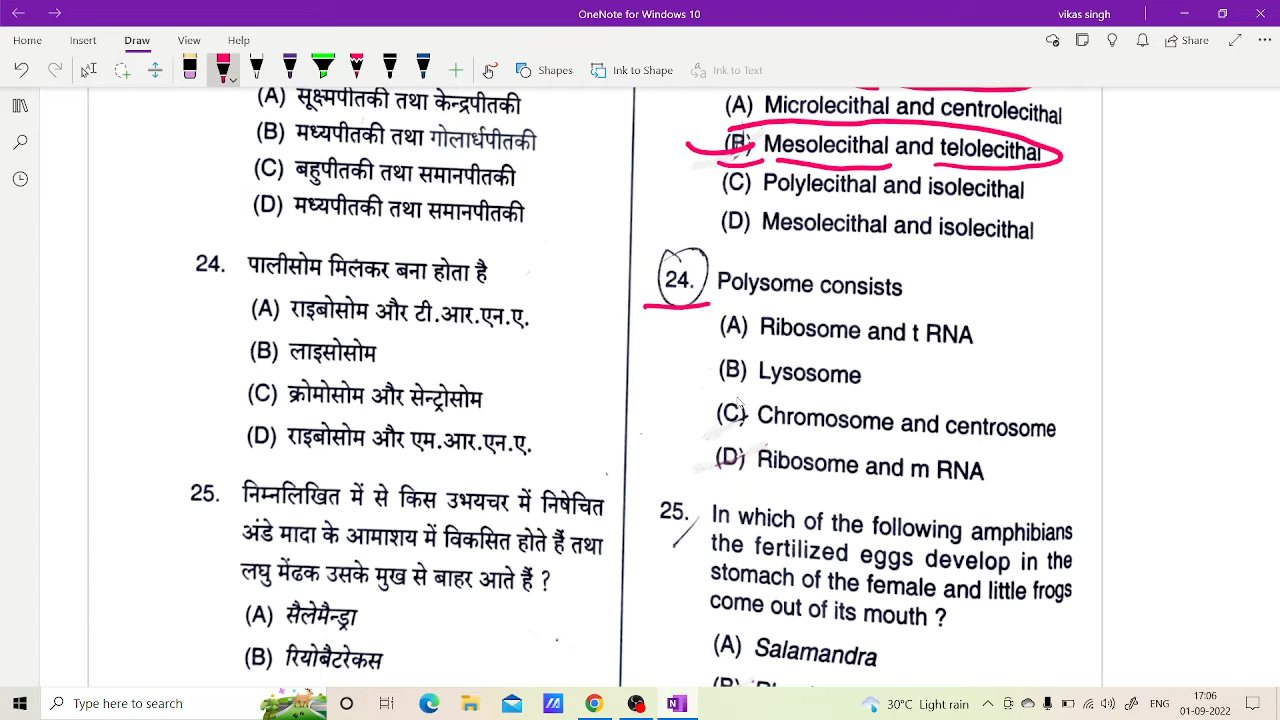 OneNote for Windows 10
vikas singh
Home
Insert
Draw
View
Help
Share
Shapes
Ink to Shape
Ink to Text
(A) सूक्ष्मपीतकी तथा केन्द्रपीतकी
(B) मध्यपीतकी तथा गोलार्धपीतकी
(C) बहुपीतकी तथा समानपीतकी
(D) मध्यपीतकी तथा समानपीतकी
24. पालीसोम मिलकर बना होता है
(A) राइबोसोम और टी.आर.एन.ए.
(B) लाइसोसोम
(C) क्रोमोसोम और सेन्ट्रोसोम
(D) राइबोसोम और एम.आर.एन.ए.
25. निम्नलिखित में से किस उभयचर में निषेचित
अंडे मादा के आमाशय में विकसित होते हैं तथा
लघु मेंढक उसके मुख से बाहर आते हैं ?
(A) सैलेमैन्ड्रा
(B) रियोबैटरेकस
(A) Microlecithal and centrolecithal
(B) Mesolecithal and telolecithal
(C) Polylecithal and isolecithal
(D) Mesolecithal and isolecithal
24. Polysome consists
(A) Ribosome and t RNA
(B) Lysosome
(C) Chromosome and centrosome
(D) Ribosome and m RNA
25. In which of the following amphibians
the fertilized eggs develop in the
stomach of the female and little frogs
come out of its mouth ?
(A) Salamandra
Type here to search
30°C Light rain
ENG
17:06
01-09-2022